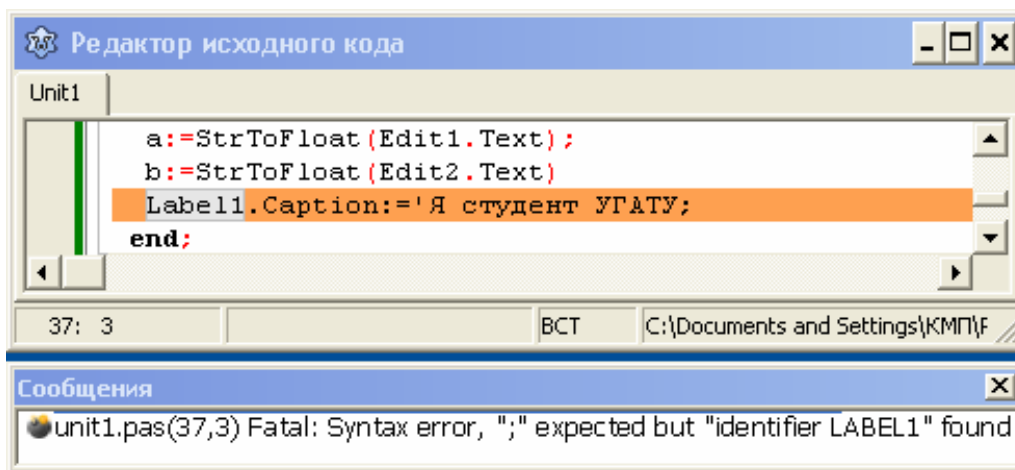 Редактор исходного кода
Unit1
a:=StrToFloat(Edit1.Text);
b:=StrToFloat(Edit2.Text)
Label1.Caption:='Я студент УГАТУ;
end;
37: 3 ВСТ C:\Documents and Settings\КМП\
Сообщения
unit1.pas(37,3) Fatal: Syntax error, ";" expected but "identifier LABEL1" found